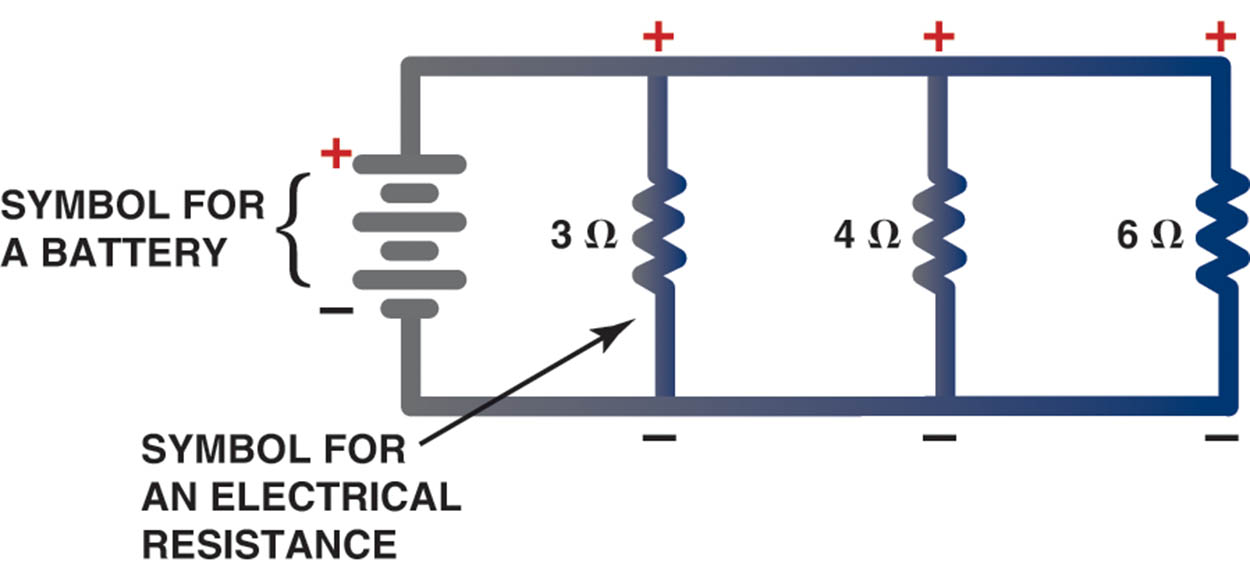 + + +
+
SYMBOL FOR
A BATTERY
3 Ω 4 Ω 6 Ω
−
− − −
SYMBOL FOR
AN ELECTRICAL
RESISTANCE